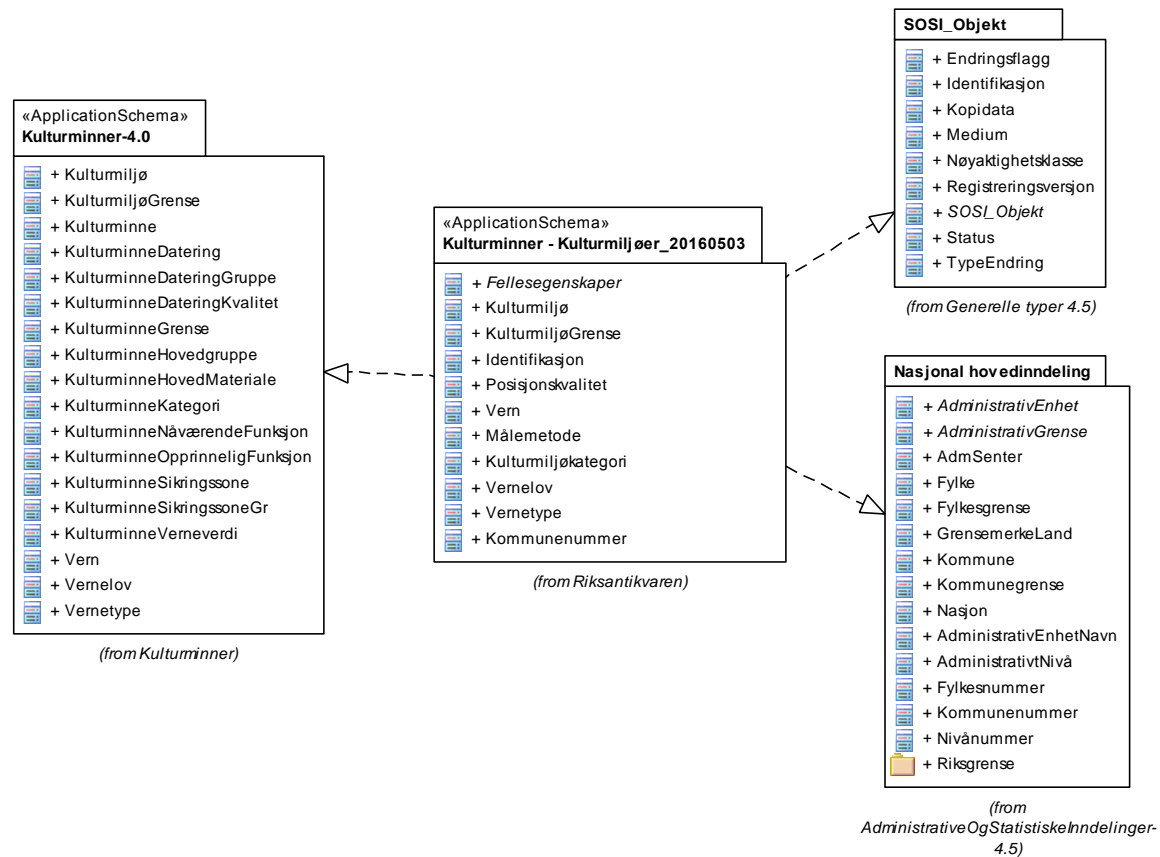 «ApplicationSchema»
Kulturminner-4.0
+ Kulturmiljø
+ KulturmiljøGrense
+ Kulturminne
+ KulturminneDatering
+ KulturminneDateringGruppe
+ KulturminneDateringKvalitet
+ KulturminneGrense
+ KulturminneHovedgruppe
+ KulturminneHovedMateriale
+ KulturminneKategori
+ KulturminneNåværendeFunksjon
+ KulturminneOpprinneligFunksjon
+ KulturminneSikringssone
+ KulturminneSikringssoneGr
+ KulturminneVerneverdi
+ Vern
+ Vernelov
+ Vernetype
(from Kulturminner)
«ApplicationSchema»
Kulturminner - Kulturmiljøer_20160503
+ Fellesegenskaper
+ Kulturmiljø
+ KulturmiljøGrense
+ Identifikasjon
+ Posisjonskvalitet
+ Vern
+ Målemetode
+ Kulturmiljøkategori
+ Vernelov
+ Vernetype
+ Kommunenummer
(from Riksantikvaren)
SOSI_Objekt
+ Endringsflagg
+ Identifikasjon
+ Kopidata
+ Medium
+ Nøyaktighetsklasse
+ Registreringsversjon
+ SOSI_Objekt
+ Status
+ TypeEndring
(from Generelle typer 4.5)
Nasjonal hovedinndeling
+ AdministrativEnhet
+ AdministrativGrense
+ AdmSenter
+ Fylke
+ Fylkesgrense
+ GrensemerkeLand
+ Kommune
+ Kommunegrense
+ Nasjon
+ AdministrativEnhetNavn
+ AdministrativtNivå
+ Fylkesnummer
+ Kommunenummer
+ Nivånummer
+ Riksgrense
(from
AdministrativeOgStatistiskeInndelinger-
4.5)